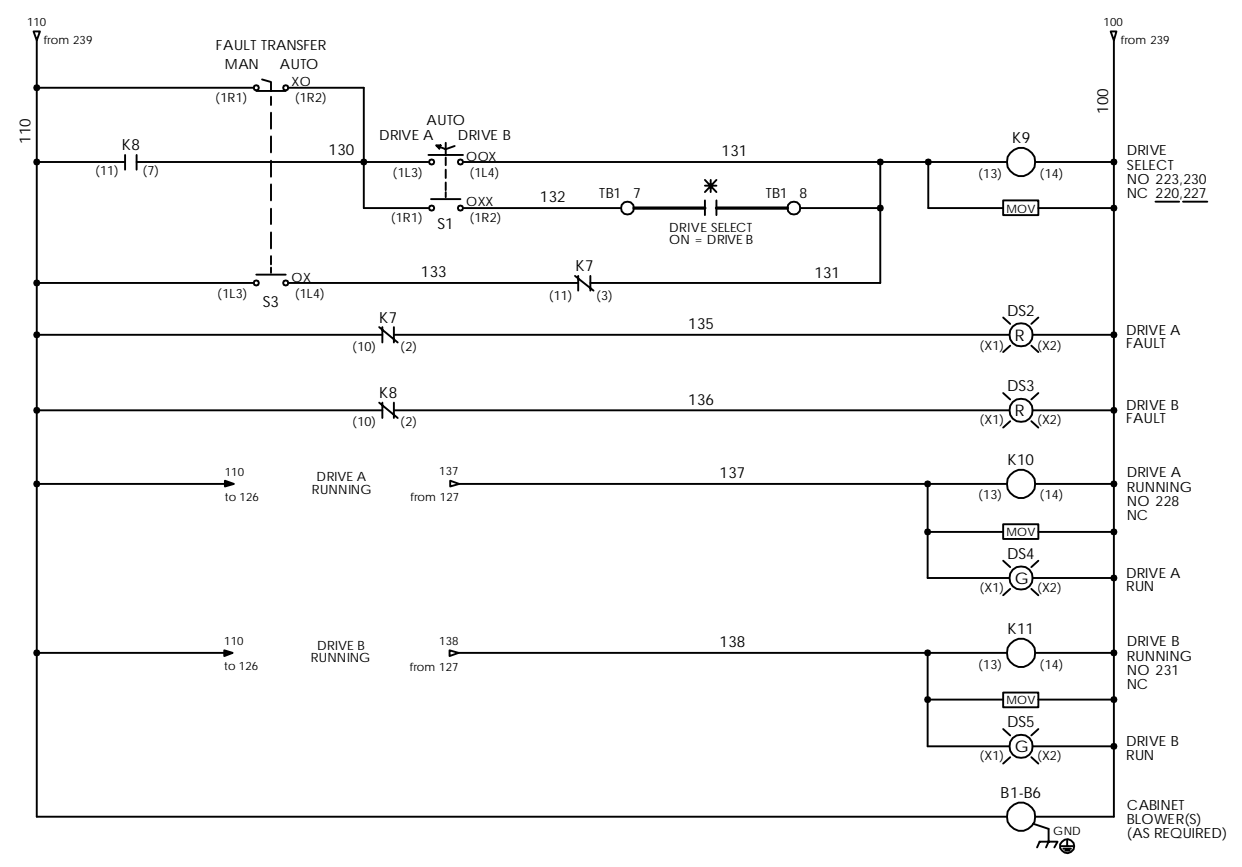 110
from 239
100
from 239
FAULT TRANSFER
MAN AUTO
XO
(1R1) (1R2)
110
100
K8
(11) (7)
130
AUTO
DRIVE A DRIVE B
OOX
(1L3) (1L4)
131
K9
(13) (14)
DRIVE
SELECT
NO 223,230
NC 220,227
OXX
(1R1) (1R2)
S1
132
TB1 7
TB1 8
DRIVE SELECT
ON = DRIVE B
MOV
OX
(1L3) (1L4)
S3
133
K7
(11) (3)
131
K7
(10) (2)
135
DS2
R
(X1) (X2)
DRIVE A
FAULT
K8
(10) (2)
136
DS3
R
(X1) (X2)
DRIVE B
FAULT
110
to 126
DRIVE A
RUNNING
137
from 127
137
K10
(13) (14)
DRIVE A
RUNNING
NO 228
NC
MOV
DS4
G
(X1) (X2)
DRIVE A
RUN
110
to 126
DRIVE B
RUNNING
138
from 127
138
K11
(13) (14)
DRIVE B
RUNNING
NO 231
NC
MOV
DS5
G
(X1) (X2)
DRIVE B
RUN
B1-B6
GND
CABINET
BLOWER(S)
(AS REQUIRED)